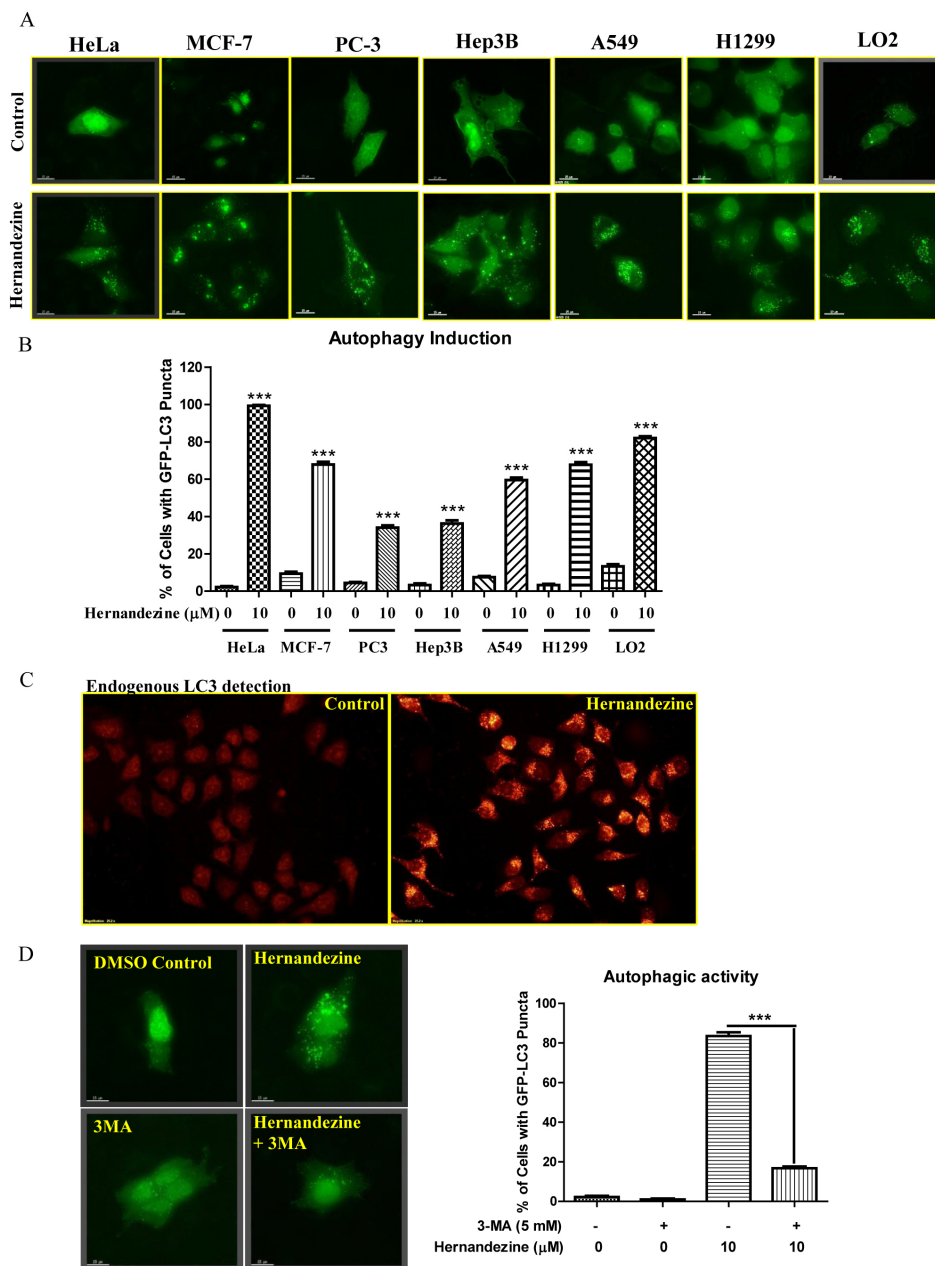 A
HeLa MCF-7 PC-3 Hep3B A549 H1299 LO2
Control
Hernandezine
B
Autophagy Induction
% of Cells with GFP-LC3 Puncta
120
100
80
60
40
20
0
*** *** *** *** *** *** ***
Hernandezine (μM) 0 10 0 10 0 10 0 10 0 10 0 10 0 10
HeLa MCF-7 PC3 Hep3B A549 H1299 LO2
C
Endogenous LC3 detection
Control
Hernandezine
D
DMSO Control
Hernandezine
3MA
Hernandezine
+ 3MA
Autophagic activity
% of Cells with GFP-LC3 Puncta
100
80
60
40
20
0
***
3-MA (5 mM) - + - +
Hernandezine (μM) 0 0 10 10